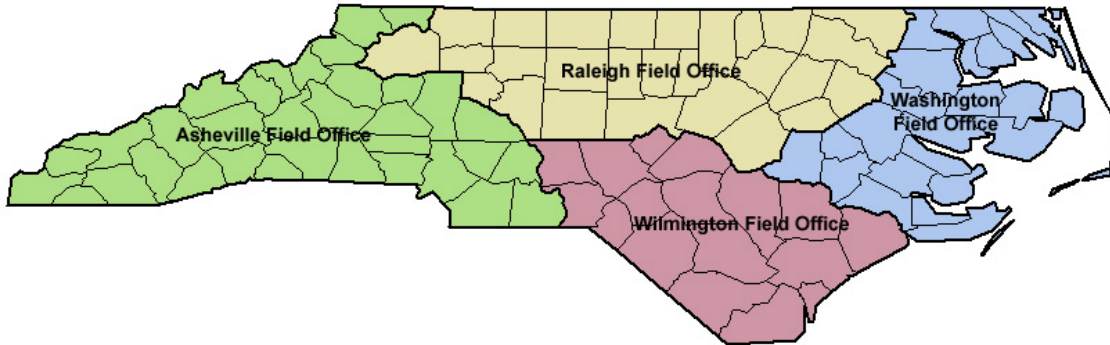 Raleigh Field Office
Washington
Field Office
Asheville Field Office
Wilmington Field Office